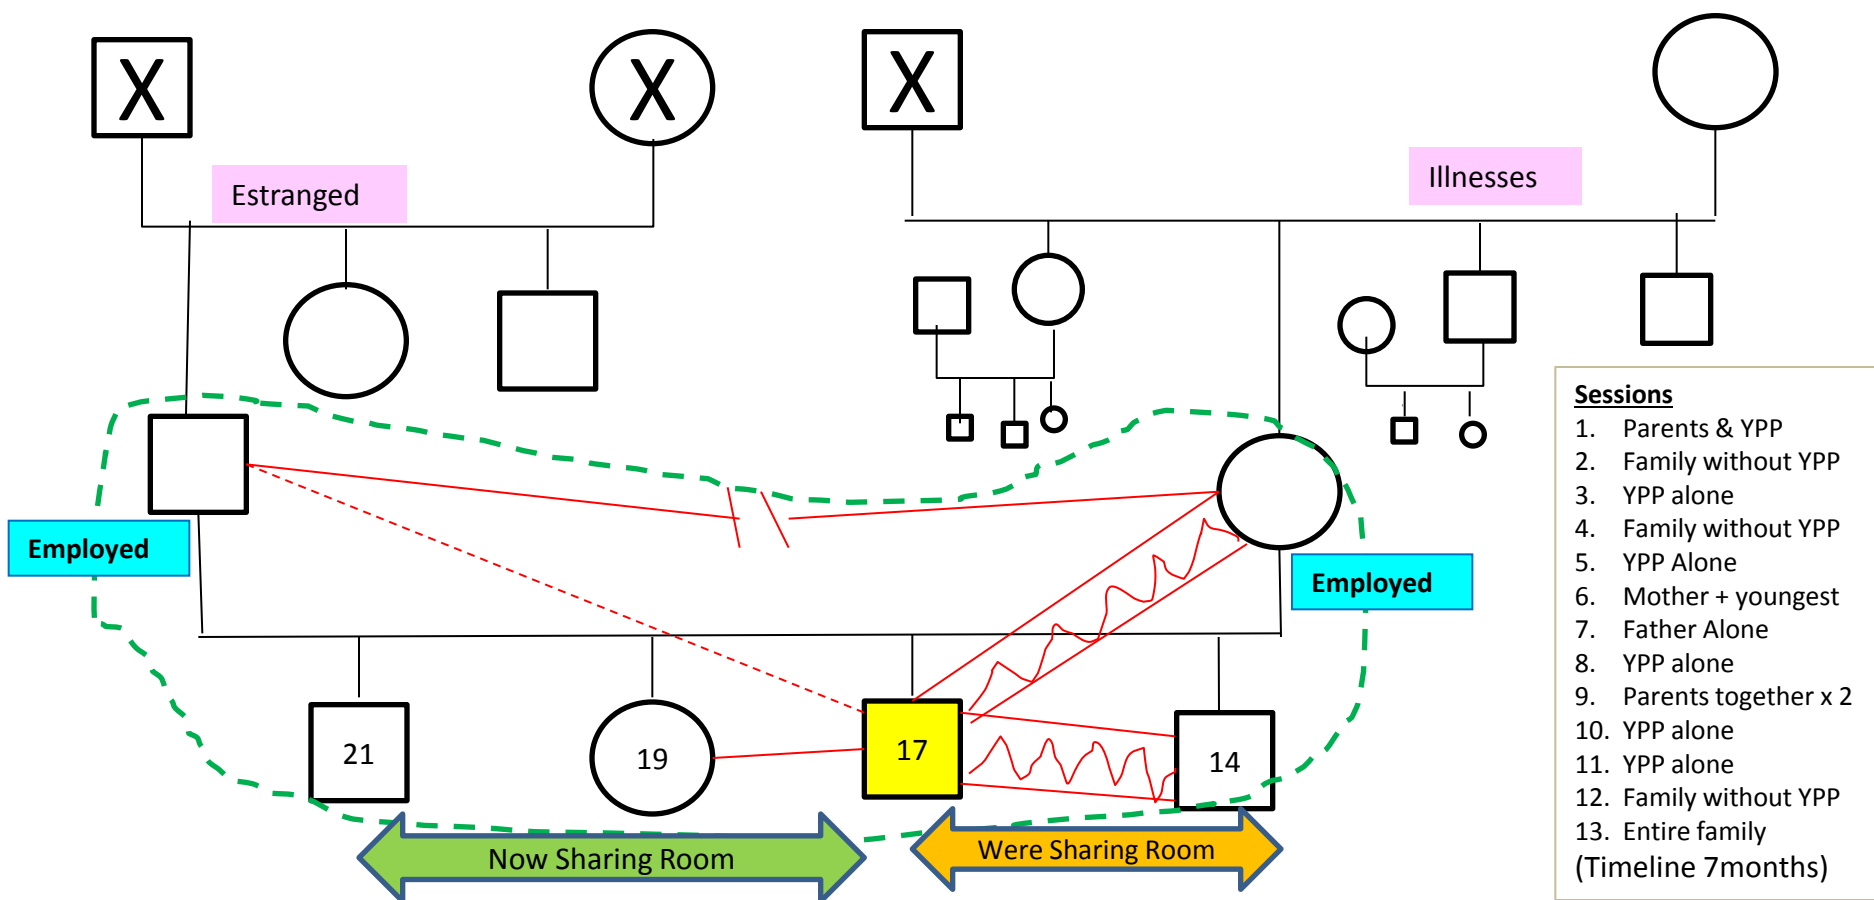 X
X
X
Estranged
Illnesses
Employed
Employed
21
19
17
14
Now Sharing Room
Were Sharing Room
Sessions
1. Parents & YPP
2. Family without YPP
3. YPP alone
4. Family without YPP
5. YPP Alone
6. Mother + youngest
7. Father Alone
8. YPP alone
9. Parents together x 2
10. YPP alone
11. YPP alone
12. Family without YPP
13. Entire family
(Timeline 7months)